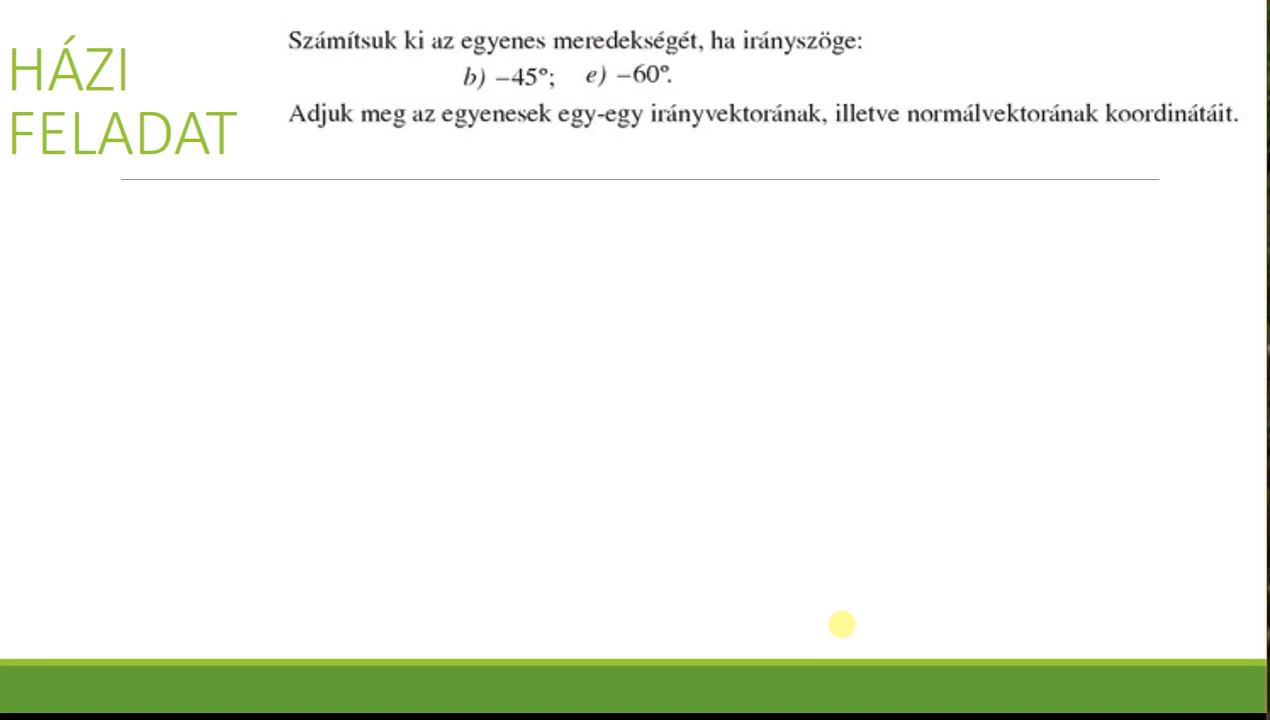 HÁZI
FELADAT
Számítsuk ki az egyenes meredekségét, ha irányszöge:
b) –45°; e) –60°.
Adjuk meg az egyenesek egy-egy irányvektorának, illetve normálvektorának koordinátáit.